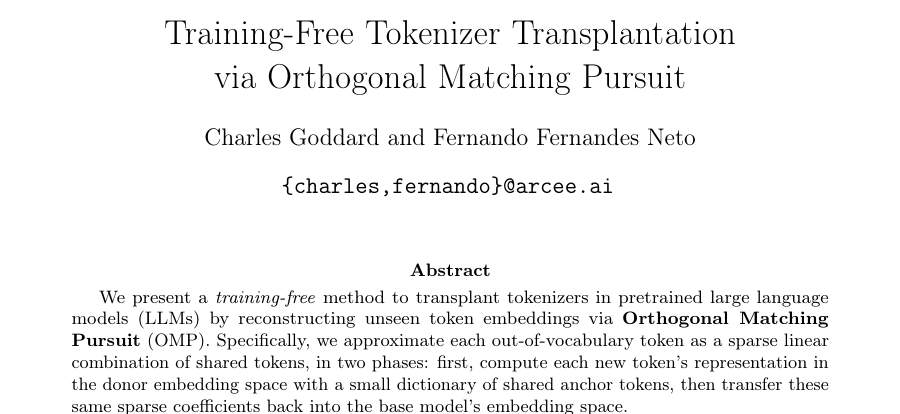 Training-Free Tokenizer Transplantation
via Orthogonal Matching Pursuit
Charles Goddard and Fernando Fernandes Neto
{charles,fernando}@arcee.ai
Abstract
We present a training-free method to transplant tokenizers in pretrained large language
models (LLMs) by reconstructing unseen token embeddings via Orthogonal Matching
Pursuit (OMP). Specifically, we approximate each out-of-vocabulary token as a sparse linear
combination of shared tokens, in two phases: first, compute each new token's representation in
the donor embedding space with a small dictionary of shared anchor tokens, then transfer these
same sparse coefficients back into the base model's embedding space.